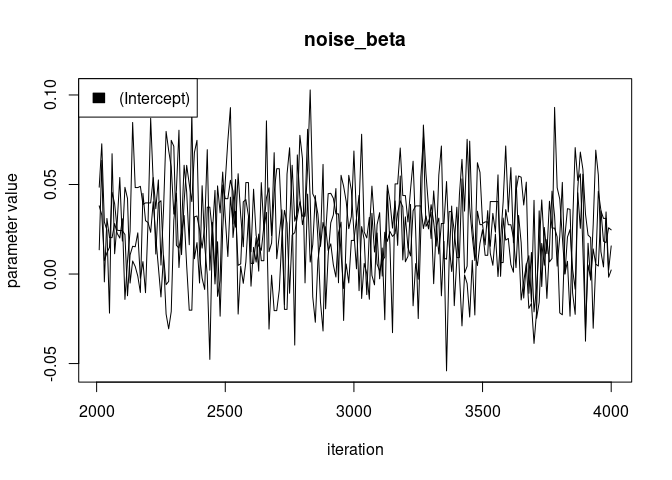 noise_beta
(Intercept)
0.10
0.05
0.00
-0.05
parameter value
2000 2500 3000 3500 4000
iteration